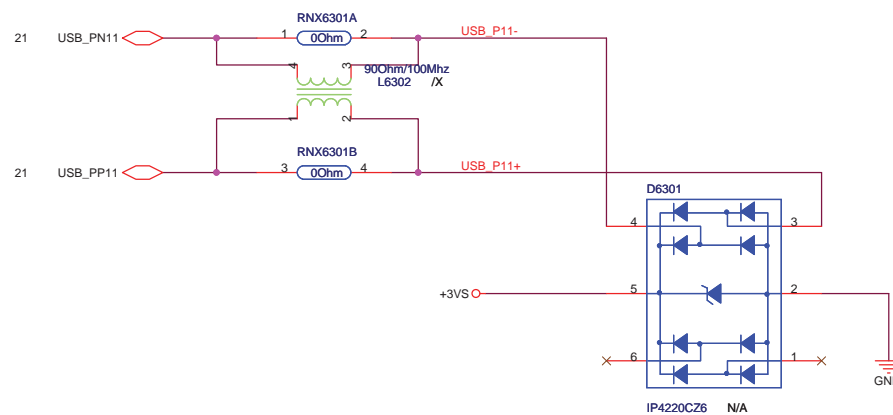 RNX6301A
21 USB_PN11 1 0Ohm 2 USB_P11-
4 3 90Ohm/100Mhz
L6302 /X
1 2
RNX6301B
21 USB_PP11 3 0Ohm 4 USB_P11+
D6301
4 3
+3VS 5 2
6 1
GN
IP4220CZ6 N/A